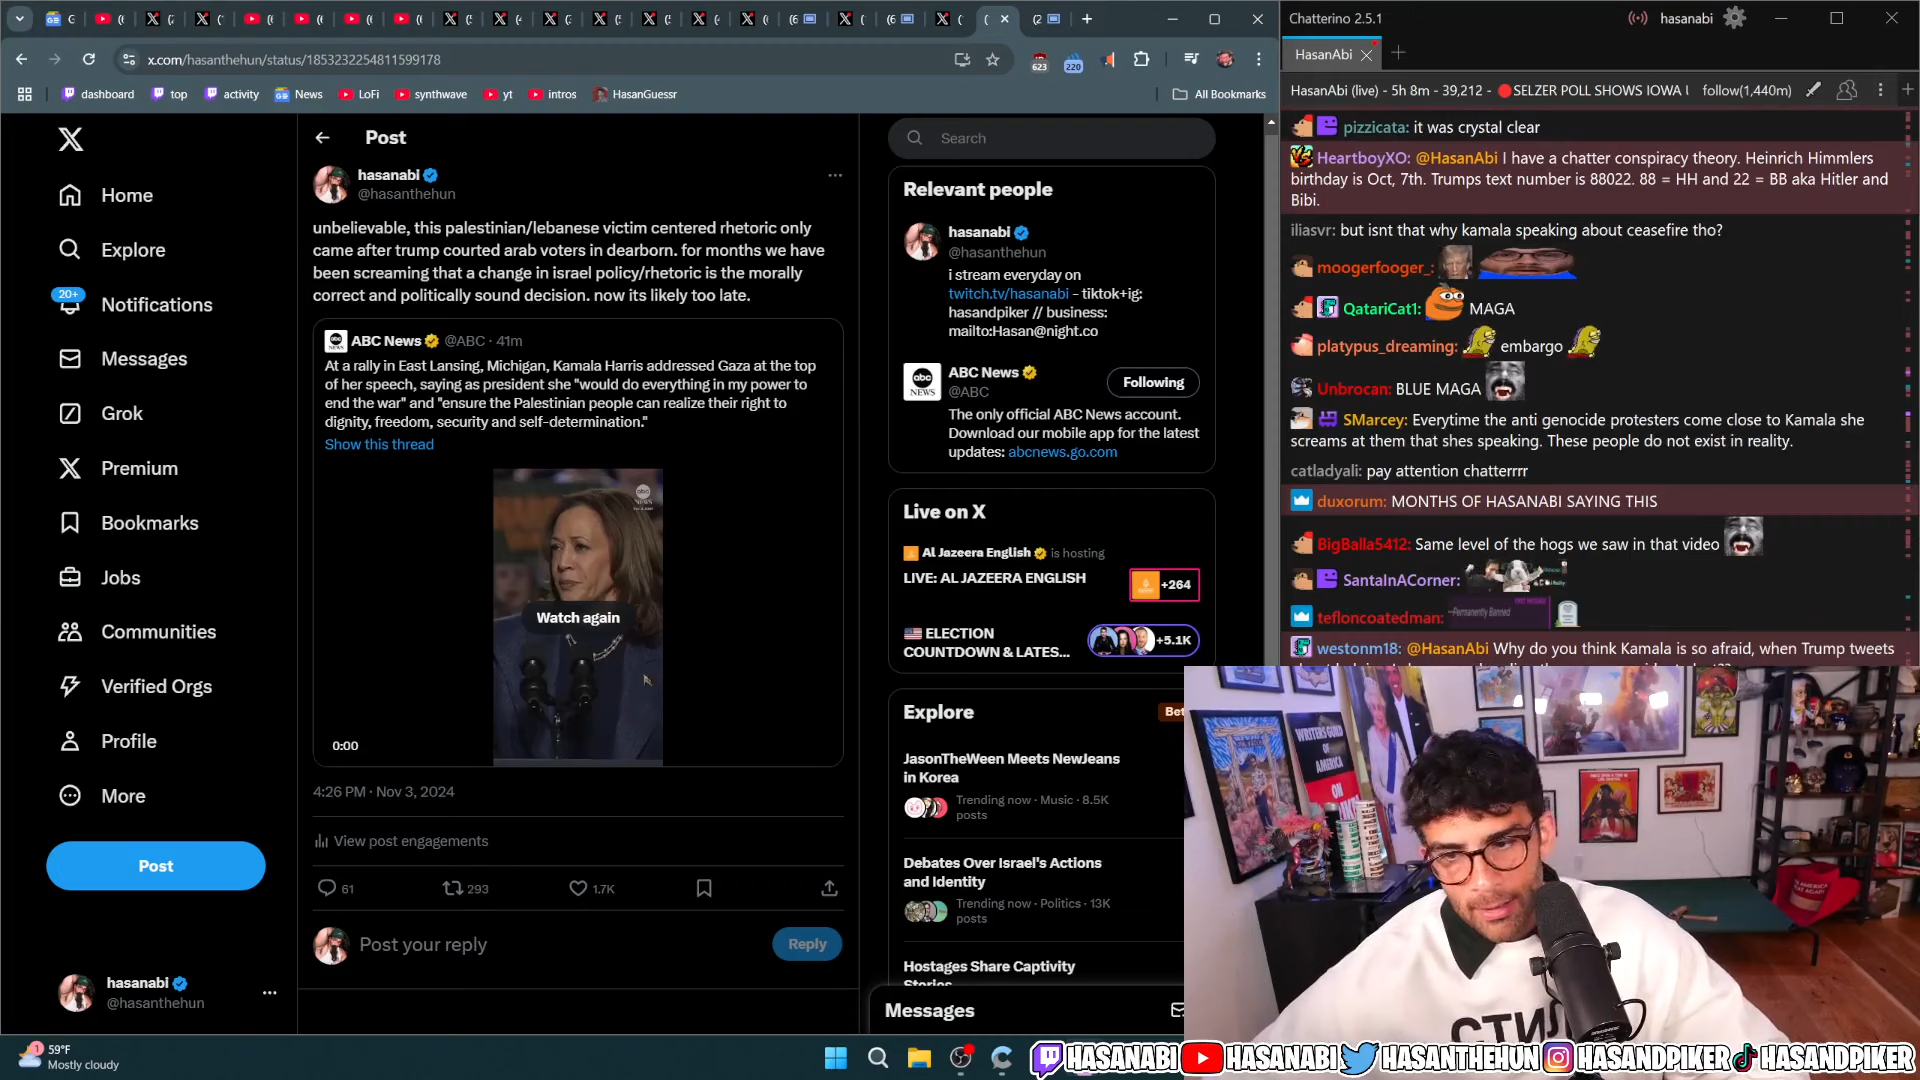 x.com/hasanthehun/status/1853232254811599178
dashboard
top
activity
News
LoFi
synthwave
yt
intros
HasanGuessr
All Bookmarks
623
220
Home
Explore
20+
Notifications
Messages
Grok
Premium
Bookmarks
Jobs
Communities
Verified Orgs
Profile
More
Post
hasanabi
@hasanthehun
Post
hasanabi
@hasanthehun
unbelievable, this palestinian/lebanese victim centered rhetoric only
came after trump courted arab voters in dearborn. for months we have
been screaming that a change in israel policy/rhetoric is the morally
correct and politically sound decision. now its likely too late.
ABC News @ABC · 41m
At a rally in East Lansing, Michigan, Kamala Harris addressed Gaza at the top
of her speech, saying as president she "would do everything in my power to
end the war" and "ensure the Palestinian people can realize their right to
dignity, freedom, security and self-determination."
Show this thread
abc
NEWS
Watch again
0:00
4:26 PM · Nov 3, 2024
View post engagements
61
293
1.7K
Post your reply
Reply
Search
Relevant people
hasanabi
@hasanthehun
i stream everyday on
twitch.tv/hasanabi - tiktok+ig:
hasandpiker // business:
mailto:Hasan@night.co
abc
NEWS
ABC News
@ABC
Following
The only official ABC News account.
Download our mobile app for the latest
updates: abcnews.go.com
Live on X
Al Jazeera English is hosting
LIVE: AL JAZEERA ENGLISH
+264
ELECTION
COUNTDOWN & LATES...
+5.1K
Explore
Bet
JasonTheWeen Meets NewJeans
in Korea
Trending now · Music · 8.5K
posts
Debates Over Israel's Actions
and Identity
Trending now · Politics · 13K
posts
Hostages Share Captivity
Stories
Messages
Chatterino 2.5.1
hasanabi
HasanAbi
HasanAbi (live) - 5h 8m - 39,212 - SELZER POLL SHOWS IOWA
follow(1,440m)
pizzicata: it was crystal clear
HeartboyXO: @HasanAbi I have a chatter conspiracy theory. Heinrich Himmlers
birthday is Oct, 7th. Trumps text number is 88022. 88 = HH and 22 = BB aka Hitler and
Bibi.
iliasvr: but isnt that why kamala speaking about ceasefire tho?
moogerfooger_:
QatariCat1: MAGA
platypus_dreaming: embargo
Unbrocan: BLUE MAGA
SMarcey: Everytime the anti genocide protesters come close to Kamala she
screams at them that shes speaking. These people do not exist in reality.
catladyali: pay attention chatterrrr
duxorum: MONTHS OF HASANABI SAYING THIS
BigBalla5412: Same level of the hogs we saw in that video
SantaInACorner:
tefloncoatedman: Permanently Banned
westonm18: @HasanAbi Why do you think Kamala is so afraid, when Trump tweets
WRITERS GUILD OF
AMERICA
ON
СТИЛ
1
59°F
Mostly cloudy
HASANABI
HASANABI
HASANTHEHUN
HASANDPIKER
HASANDPIKER